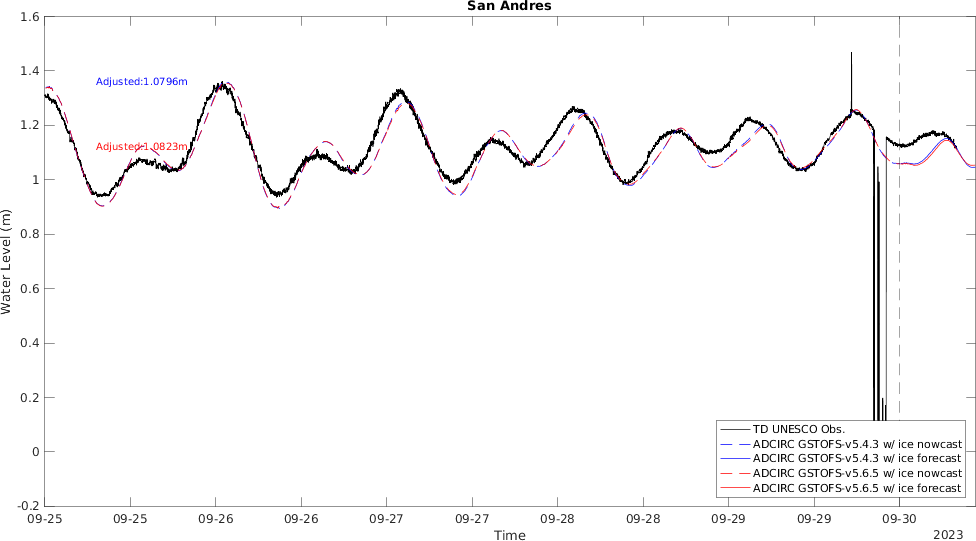 San Andres
1.6
1.4
1.2
1
0.8
0.6
0.4
0.2
0
-0.2
Water Level (m)
Adjusted:1.0796m
Adjusted:1.0823m
TD UNESCO Obs.
ADCIRC GSTOFS-v5.4.3 w/ ice nowcast
ADCIRC GSTOFS-v5.4.3 w/ ice forecast
ADCIRC GSTOFS-v5.6.5 w/ ice nowcast
ADCIRC GSTOFS-v5.6.5 w/ ice forecast
09-25 09-25 09-26 09-26 09-27 09-27 09-28 09-28 09-29 09-29 09-30
Time
2023